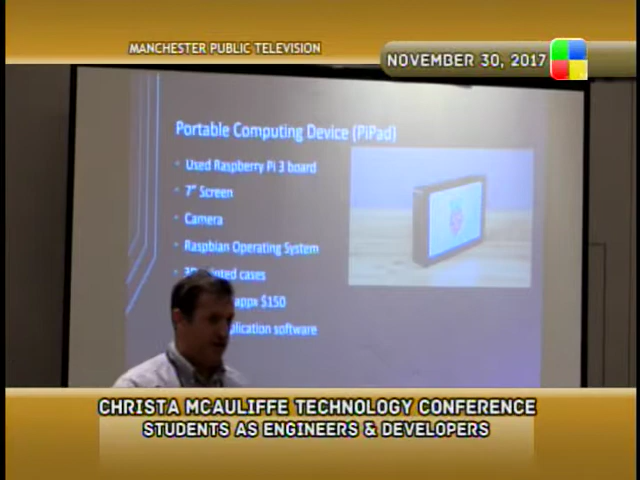 MANCHESTER PUBLIC TELEVISION
NOVEMBER 30, 2017
Portable Computing Device (PiPad)
Used Raspberry Pi 3 board
7" Screen
Camera
Raspbian Operating System
cases
appx $150
software
CHRISTA MCAULIFFE TECHNOLOGY CONFERENCE
STUDENTS AS ENGINEERS & DEVELOPERS